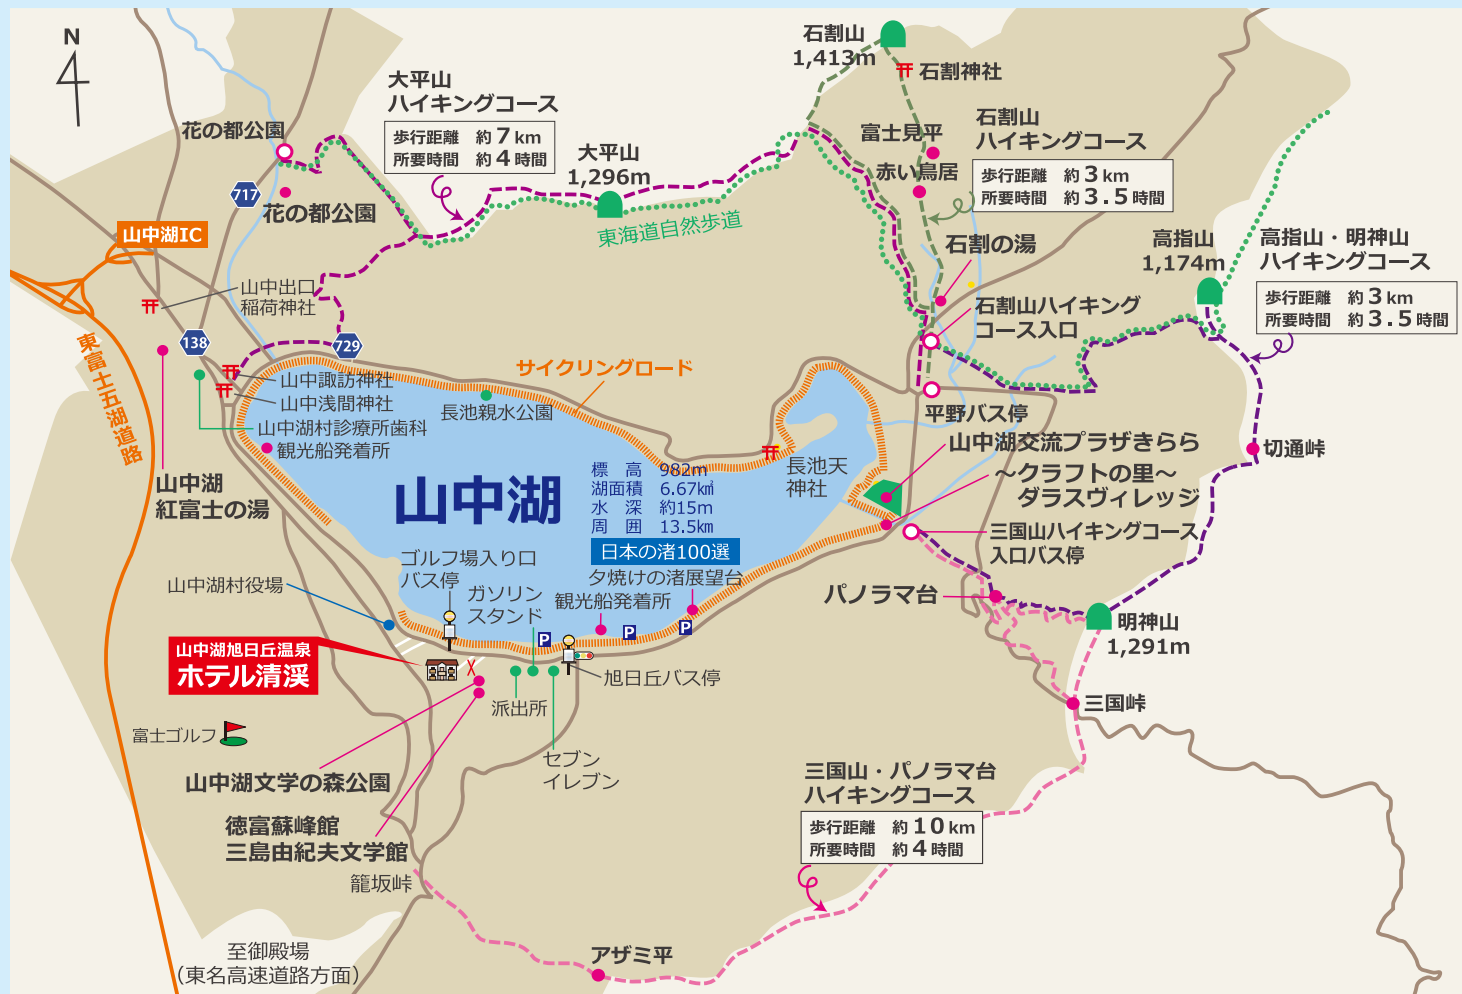 N
石割山
1,413m
石割神社
大平山
ハイキングコース
歩行距離 約7km
所要時間 約4時間
花の都公園
富士見平
石割山
ハイキングコース
歩行距離 約3km
所要時間 約3.5時間
大平山
1,296m
赤い鳥居
717
花の都公園
東海道自然歩道
山中湖IC
石割の湯
高指山
1,174m
高指山・明神山
ハイキングコース
歩行距離 約3km
所要時間 約3.5時間
山中出口
稲荷神社
石割山ハイキング
コース入口
東富士五湖道路
138
729
サイクリングロード
山中諏訪神社
山中浅間神社
長池親水公園
平野バス停
山中湖村診療所歯科
観光船発着所
山中湖交流プラザきらら
切通峠
山中湖
紅富士の湯
山中湖
標高 982m
湖面積 6.67㎢
水深 約15m
周囲 13.5㎞
日本の渚100選
長池天
神社
〜クラフトの里〜
ダラスヴィレッジ
三国山ハイキングコース
入口バス停
ゴルフ場入り口
バス停
夕焼けの渚展望台
山中湖村役場
ガソリン
スタンド
観光船発着所
パノラマ台
明神山
1,291m
P
P
P
山中湖旭日丘温泉
ホテル清渓
旭日丘バス停
派出所
三国峠
富士ゴルフ
セブン
イレブン
山中湖文学の森公園
三国山・パノラマ台
ハイキングコース
歩行距離 約10km
所要時間 約4時間
徳富蘇峰館
三島由紀夫文学館
籠坂峠
至御殿場
（東名高速道路方面）
アザミ平